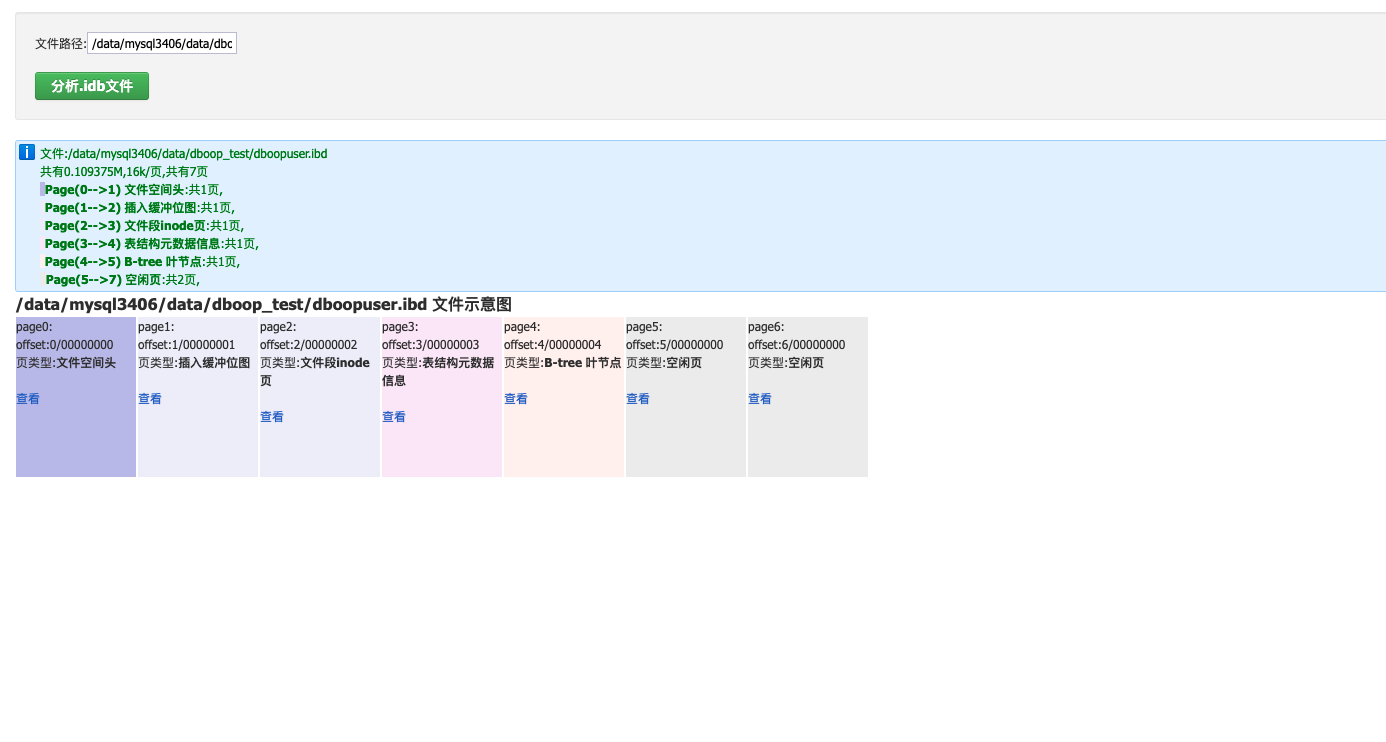 文件路径:/data/mysql3406/data/dbc
分析.idb文件
文件:/data/mysql3406/data/dboop_test/dboopuser.ibd
共有0.109375M,16k/页,共有7页
Page(0-->1) 文件空间头:共1页,
Page(1-->2) 插入缓冲位图:共1页,
Page(2-->3) 文件段inode页:共1页,
Page(3-->4) 表结构元数据信息:共1页,
Page(4-->5) B-tree 叶节点:共1页,
Page(5-->7) 空闲页:共2页,
/data/mysql3406/data/dboop_test/dboopuser.ibd 文件示意图
page0:
offset:0/00000000
页类型:文件空间头
查看
page1:
offset:1/00000001
页类型:插入缓冲位图
查看
page2:
offset:2/00000002
页类型:文件段inode
页
查看
page3:
offset:3/00000003
页类型:表结构元数据
信息
查看
page4:
offset:4/00000004
页类型:B-tree 叶节点
查看
page5:
offset:5/00000000
页类型:空闲页
查看
page6:
offset:6/00000000
页类型:空闲页
查看